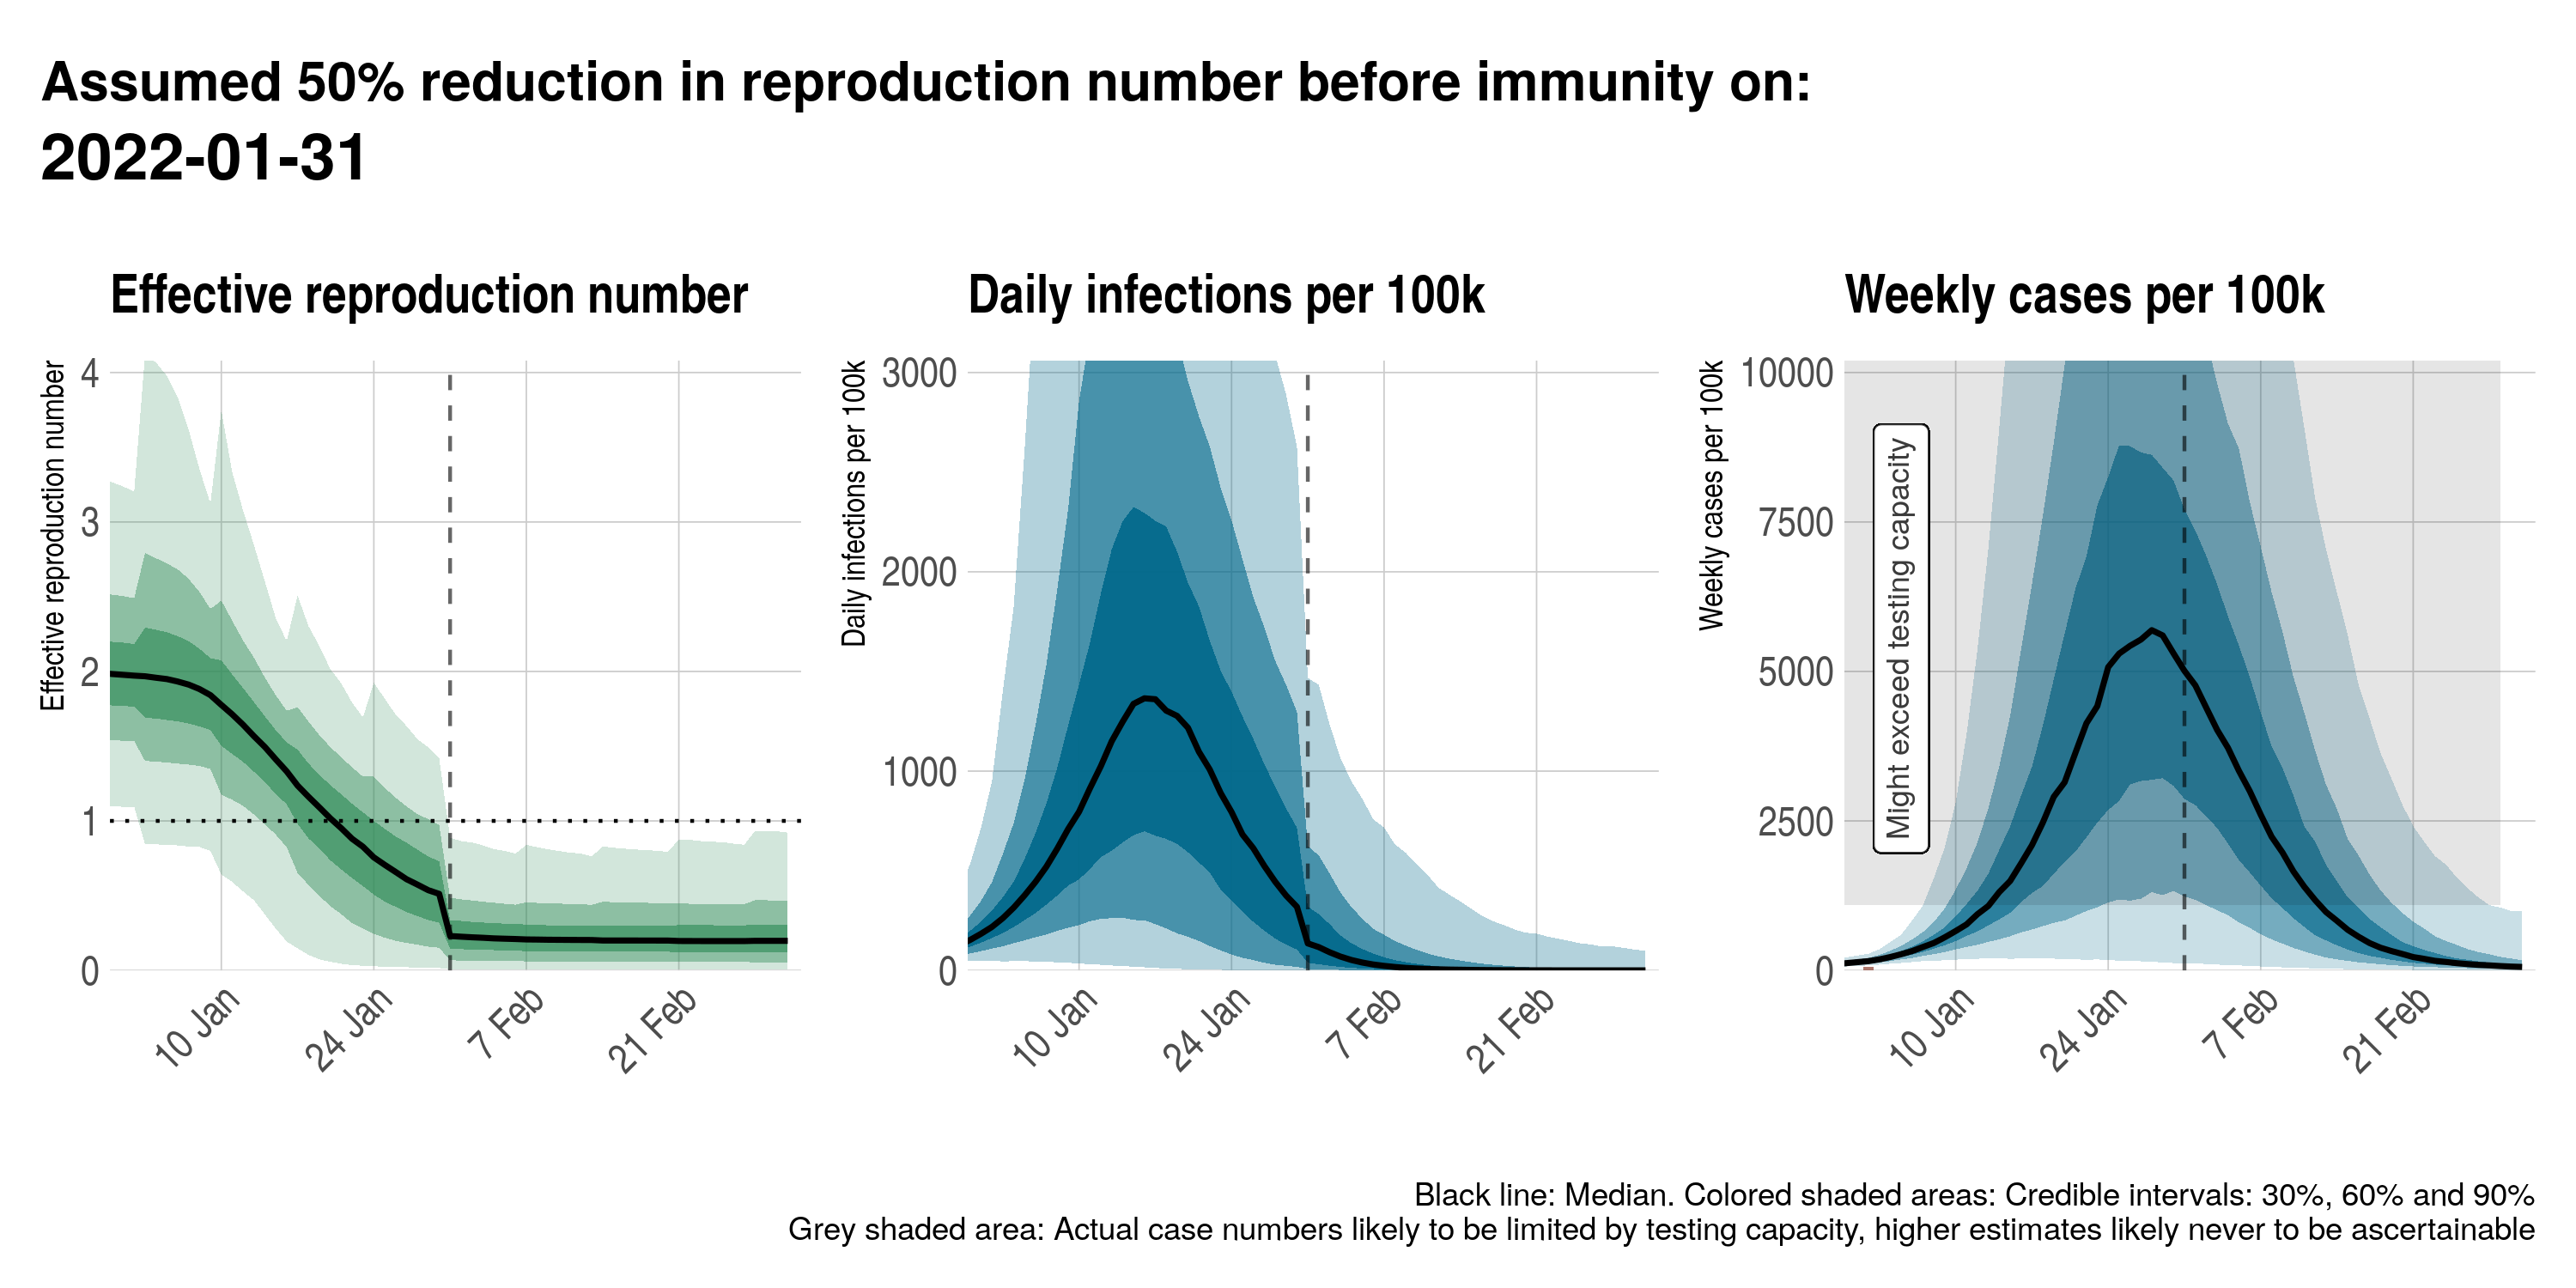 Assumed 50% reduction in reproduction number before immunity on:
2022-01-31
Effective reproduction number
Effective reproduction number
4
3
2
1
0
10 Jan
24 Jan
7 Feb
21 Feb
Daily infections per 100k
Daily infections per 100k
3000
2000
1000
0
10 Jan
24 Jan
7 Feb
21 Feb
Weekly cases per 100k
Weekly cases per 100k
10000
7500
5000
2500
0
Might exceed testing capacity
10 Jan
24 Jan
7 Feb
21 Feb
Black line: Median. Colored shaded areas: Credible intervals: 30%, 60% and 90%
Grey shaded area: Actual case numbers likely to be limited by testing capacity, higher estimates likely never to be ascertainable